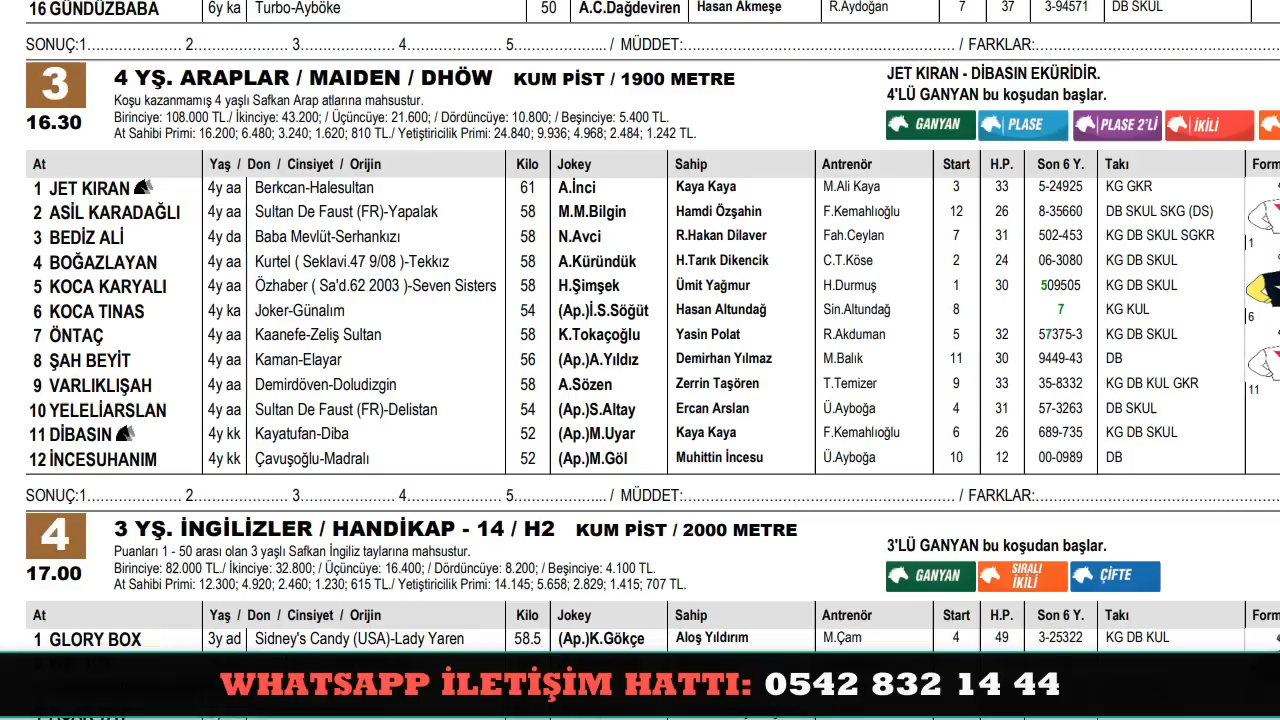 16 GÜNDÜZBABA 6y ka Turbo-Ayböke 50 A.C.Dağdeviren Hasan Akmeşe R.Aydoğan 7 37 3-94571 DB SKUL
SONUÇ:1...................... 2...................... 3...................... 4...................... 5...................... / MÜDDET:............................................................... / FARKLAR:...............................................................
3 4 YŞ. ARAPLAR / MAIDEN / DHÖW KUM PİST / 1900 METRE JET KIRAN - DİBASIN EKÜRİDİR.
Koşu kazanmamış 4 yaşlı Safkan Arap atlarına mahsustur. 4'LÜ GANYAN bu koşudan başlar.
16.30 Birinciye: 108.000 TL./ İkinciye: 43.200; / Üçüncüye: 21.600; / Dördüncüye: 10.800; / Beşinciye: 5.400 TL. GANYAN PLASE PLASE 2'Lİ İKİLİ
At Sahibi Primi: 16.200; 6.480; 3.240; 1.620; 810 TL./ Yetiştiricilik Primi: 24.840; 9.936; 4.968; 2.484; 1.242 TL.
At Yaş / Don / Cinsiyet / Orijin Kilo Jokey Sahip Antrenör Start H.P. Son 6 Y. Takı Form
1 JET KIRAN 4y aa Berkcan-Halesultan 61 A.İnci Kaya Kaya M.Ali Kaya 3 33 5-24925 KG GKR
2 ASİL KARADAĞLI 4y aa Sultan De Faust (FR)-Yapalak 58 M.M.Bilgin Hamdi Özşahin F.Kemahlıoğlu 12 26 8-35660 DB SKUL SKG (DS)
3 BEDİZ ALİ 4y da Baba Mevlüt-Serhankızı 58 N.Avci R.Hakan Dilaver Fah.Ceylan 7 31 502-453 KG DB SKUL SGKR 1
4 BOĞAZLAYAN 4y aa Kurtel ( Seklavi.47 9/08 )-Tekkız 58 A.Küründük H.Tarık Dikencik C.T.Köse 2 24 06-3080 KG DB SKUL
5 KOCA KARYALI 4y aa Özhaber ( Sa'd.62 2003 )-Seven Sisters 58 H.Şimşek Ümit Yağmur H.Durmuş 1 30 509505 KG DB SKUL
6 KOCA TINAS 4y ka Joker-Günalım 54 (Ap.)İ.S.Söğüt Hasan Altundağ Sin.Altundağ 8 7 KG KUL 6
7 ÖNTAÇ 4y aa Kaanefe-Zeliş Sultan 58 K.Tokaçoğlu Yasin Polat R.Akduman 5 32 57375-3 KG DB SKUL
8 ŞAH BEYİT 4y aa Kaman-Elayar 56 (Ap.)A.Yıldız Demirhan Yılmaz M.Balık 11 30 9449-43 DB
9 VARLIKLIŞAH 4y aa Demirdöven-Doludizgin 58 A.Sözen Zerrin Taşören T.Temizer 9 33 35-8332 KG DB KUL GKR 11
10 YELELİARSLAN 4y aa Sultan De Faust (FR)-Delistan 54 (Ap.)S.Altay Ercan Arslan Ü.Ayboğa 4 31 57-3263 DB SKUL
11 DİBASIN 4y kk Kayatufan-Diba 52 (Ap.)M.Uyar Kaya Kaya F.Kemahlıoğlu 6 26 689-735 KG DB SKUL
12 İNCESUHANIM 4y kk Çavuşoğlu-Madralı 52 (Ap.)M.Göl Muhittin İncesu Ü.Ayboğa 10 12 00-0989 DB
SONUÇ:1...................... 2...................... 3...................... 4...................... 5...................... / MÜDDET:............................................................... / FARKLAR:...............................................................
4 3 YŞ. İNGİLİZLER / HANDİKAP - 14 / H2 KUM PİST / 2000 METRE
Puanları 1 - 50 arası olan 3 yaşlı Safkan İngiliz taylarına mahsustur. 3'LÜ GANYAN bu koşudan başlar.
17.00 Birinciye: 82.000 TL./ İkinciye: 32.800; / Üçüncüye: 16.400; / Dördüncüye: 8.200; / Beşinciye: 4.100 TL. GANYAN SIRALI İKİLİ ÇİFTE
At Sahibi Primi: 12.300; 4.920; 2.460; 1.230; 615 TL./ Yetiştiricilik Primi: 14.145; 5.658; 2.829; 1.415; 707 TL.
At Yaş / Don / Cinsiyet / Orijin Kilo Jokey Sahip Antrenör Start H.P. Son 6 Y. Takı Form
1 GLORY BOX 3y ad Sidney's Candy (USA)-Lady Yaren 58.5 (Ap.)K.Gökçe Aloş Yıldırım M.Çam 4 49 3-25322 KG DB KUL
WHATSAPP İLETİŞİM HATTI: 0542 832 14 44